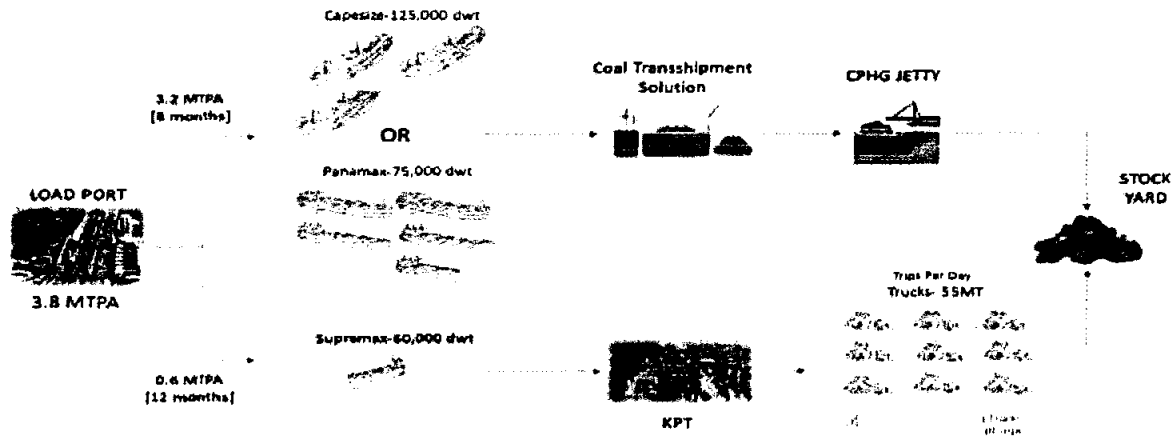 Capesize-125,000 dwt
3.2 MTPA
[8 months]
OR
Coal Transshipment
Solution
CPHG JETTY
Panamax-75,000 dwt
LOAD PORT
3.8 MTPA
STOCK
YARD
Trips Per Day
Trucks- 55MT
Supramax-60,000 dwt
0.6 MTPA
[12 months]
KPT